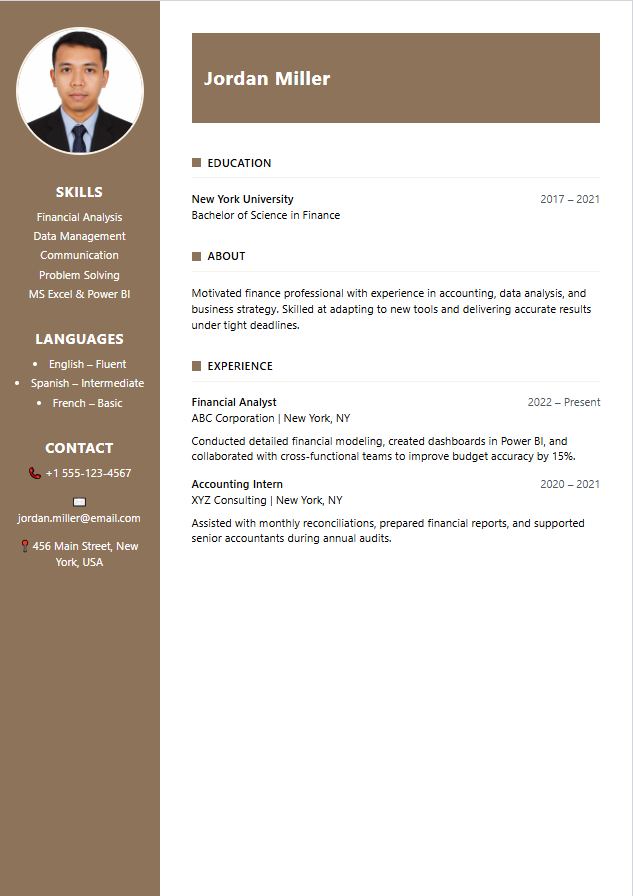 SKILLS
Financial Analysis
Data Management
Communication
Problem Solving
MS Excel & Power BI
LANGUAGES
• English – Fluent
• Spanish – Intermediate
• French – Basic
CONTACT
📞 +1 555-123-4567
✉
jordan.miller@email.com
📍 456 Main Street, New
York, USA
Jordan Miller
EDUCATION
New York University 2017 – 2021
Bachelor of Science in Finance
ABOUT
Motivated finance professional with experience in accounting, data analysis, and
business strategy. Skilled at adapting to new tools and delivering accurate results
under tight deadlines.
EXPERIENCE
Financial Analyst 2022 – Present
ABC Corporation | New York, NY
Conducted detailed financial modeling, created dashboards in Power BI, and
collaborated with cross-functional teams to improve budget accuracy by 15%.
Accounting Intern 2020 – 2021
XYZ Consulting | New York, NY
Assisted with monthly reconciliations, prepared financial reports, and supported
senior accountants during annual audits.